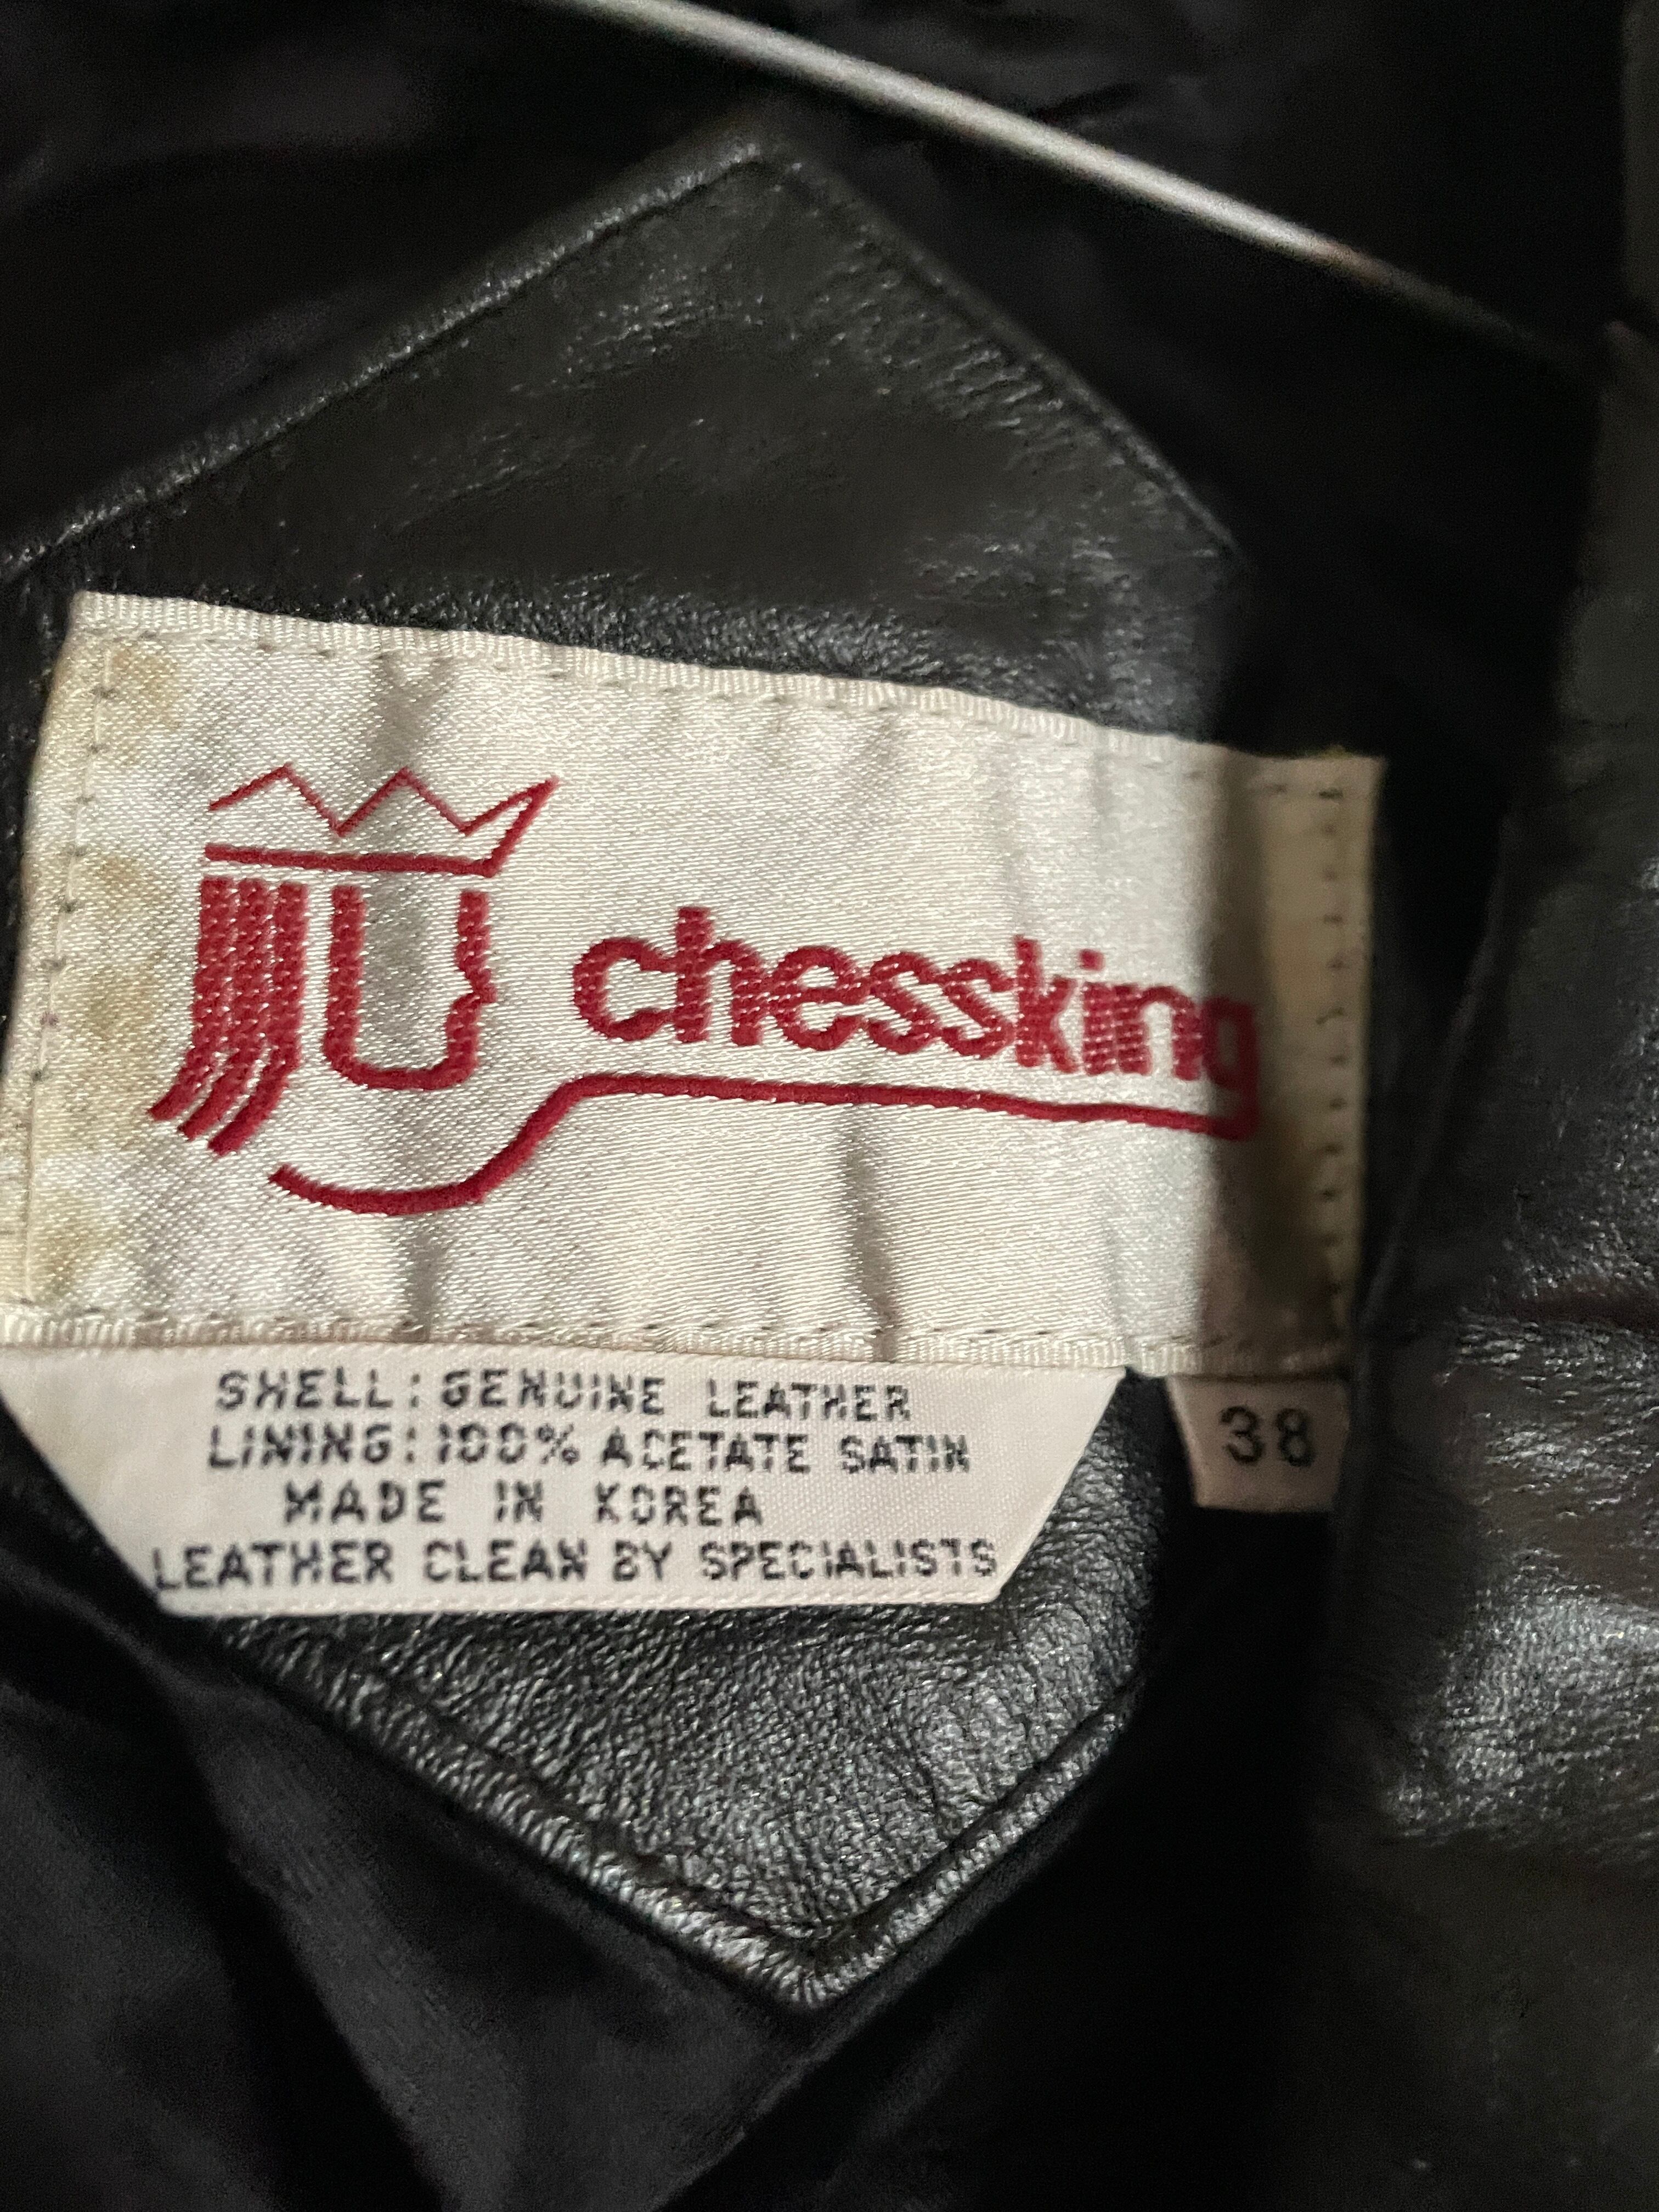 chessking
SHELL: GENUINE LEATHER
LINING: 100% ACETATE SATIN
MADE IN KOREA
LEATHER CLEAN BY SPECIALISTS
38